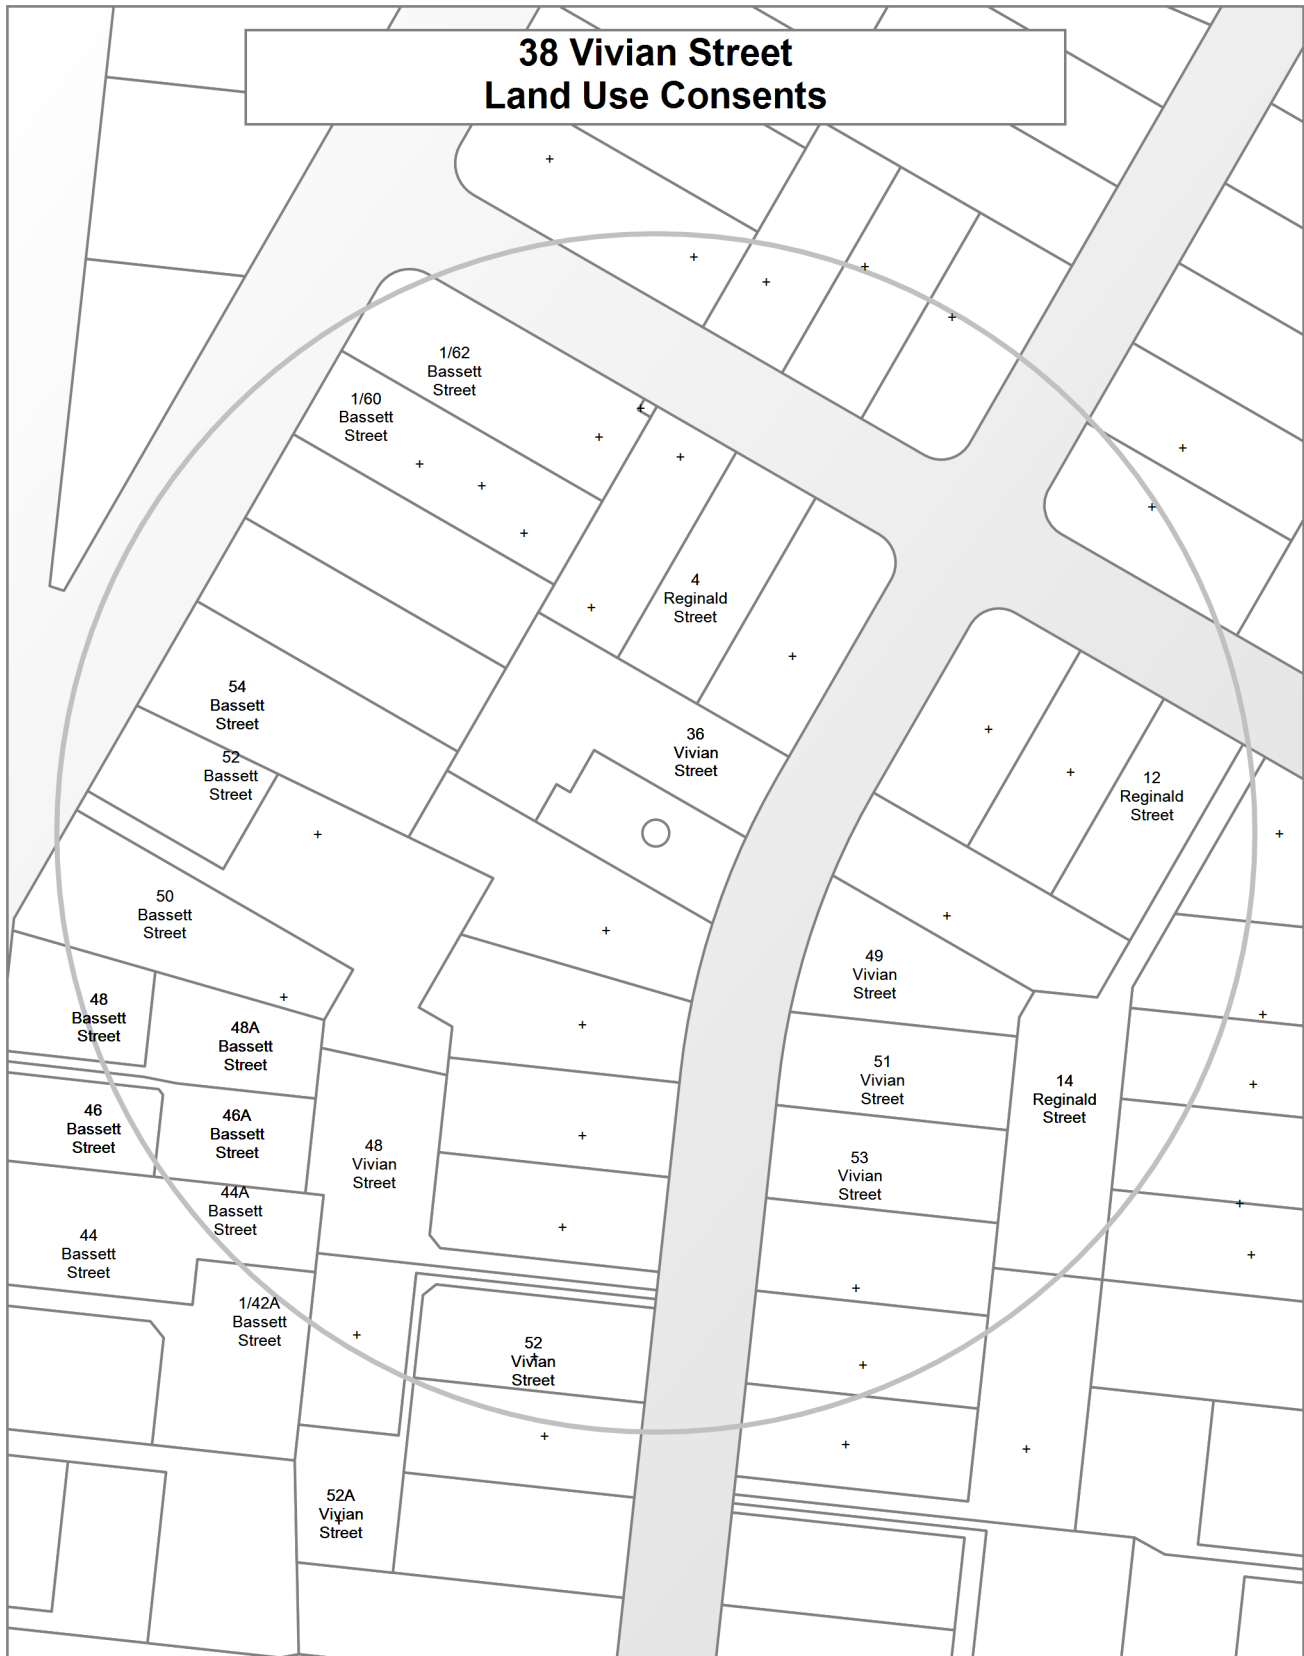 38 Vivian Street
Land Use Consents
1/62
Bassett
Street
1/60
Bassett
Street
4
Reginald
Street
54
Bassett
Street
36
Vivian
Street
52
Bassett
Street
12
Reginald
Street
50
Bassett
Street
49
Vivian
Street
48
Bassett
Street
48A
Bassett
Street
51
Vivian
Street
14
Reginald
Street
46
Bassett
Street
46A
Bassett
Street
48
Vivian
Street
53
Vivian
Street
44A
Bassett
Street
44
Bassett
Street
1/42A
Bassett
Street
52
Vivian
Street
52A
Vivian
Street